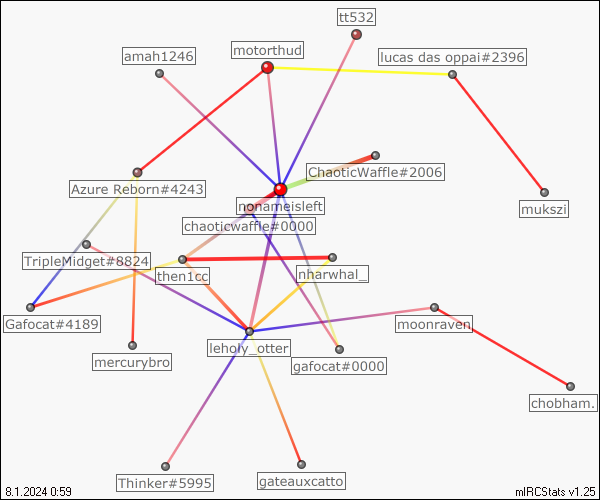 tt532
motorthud
amah1246
lucas das oppai#2396
ChaoticWaffle#2006
Azure Reborn#4243
nonameisleft
mukszi
chaoticwaffle#0000
TripleMidget#8824
then1cc
nharwhal_
Gafocat#4189
moonraven
leholy_otter
mercurybro
gafocat#0000
chobham.
Thinker#5995
gateauxcatto
8.1.2024 0:59
mIRCStats v1.25